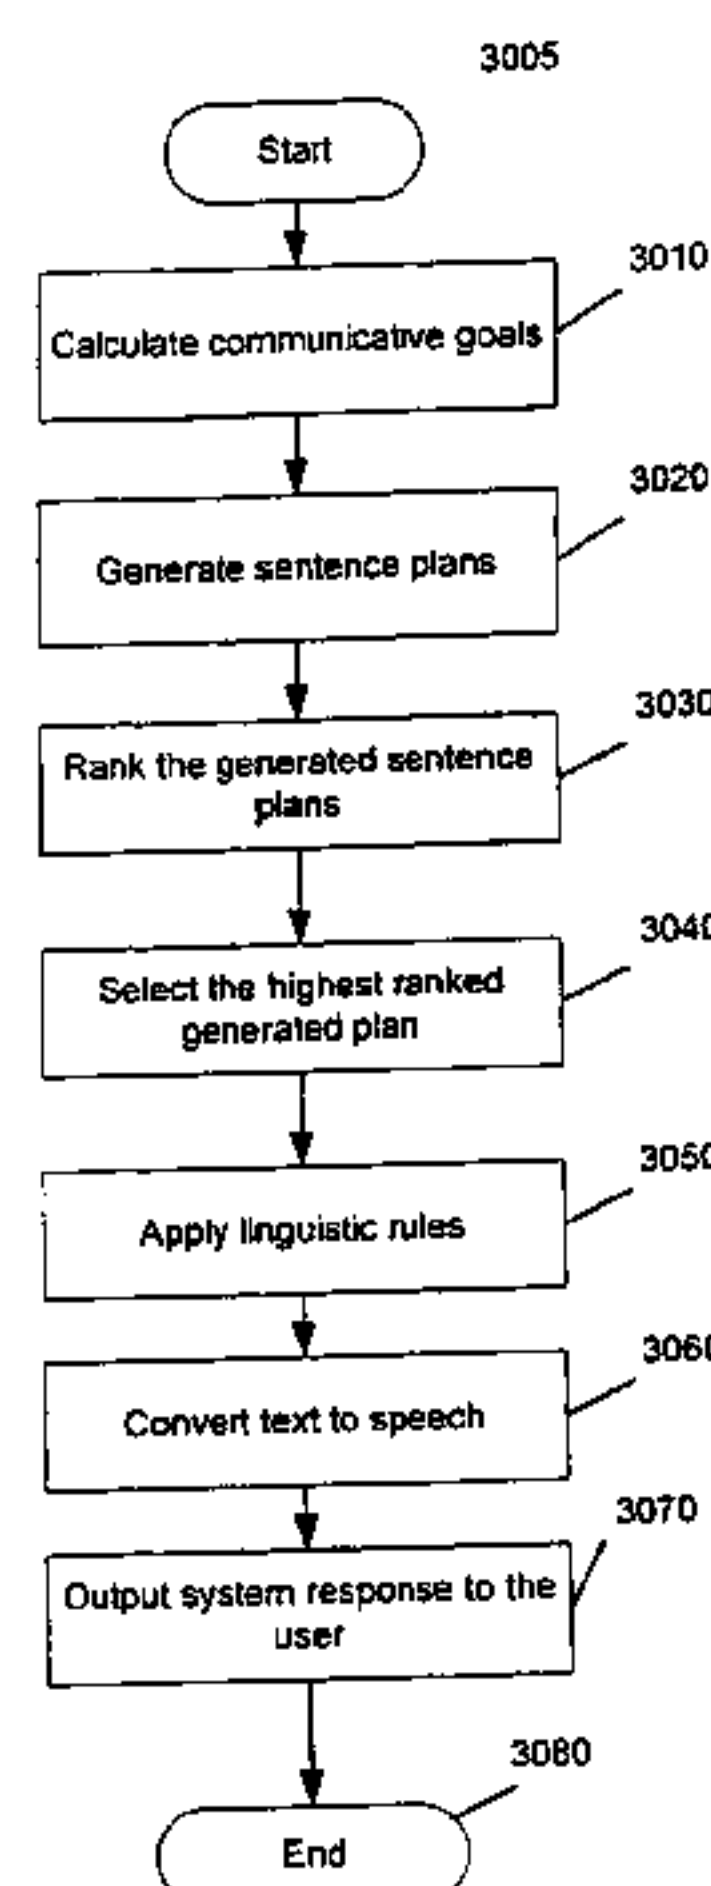 3005
Start
3010
Calculate communicative goals
3020
Generate sentence plans
3030
Rank the generated sentence
plans
3040
Select the highest ranked
generated plan
3050
Apply linguistic rules
3060
Convert text to speech
3070
Output system response to the
user
3080
End